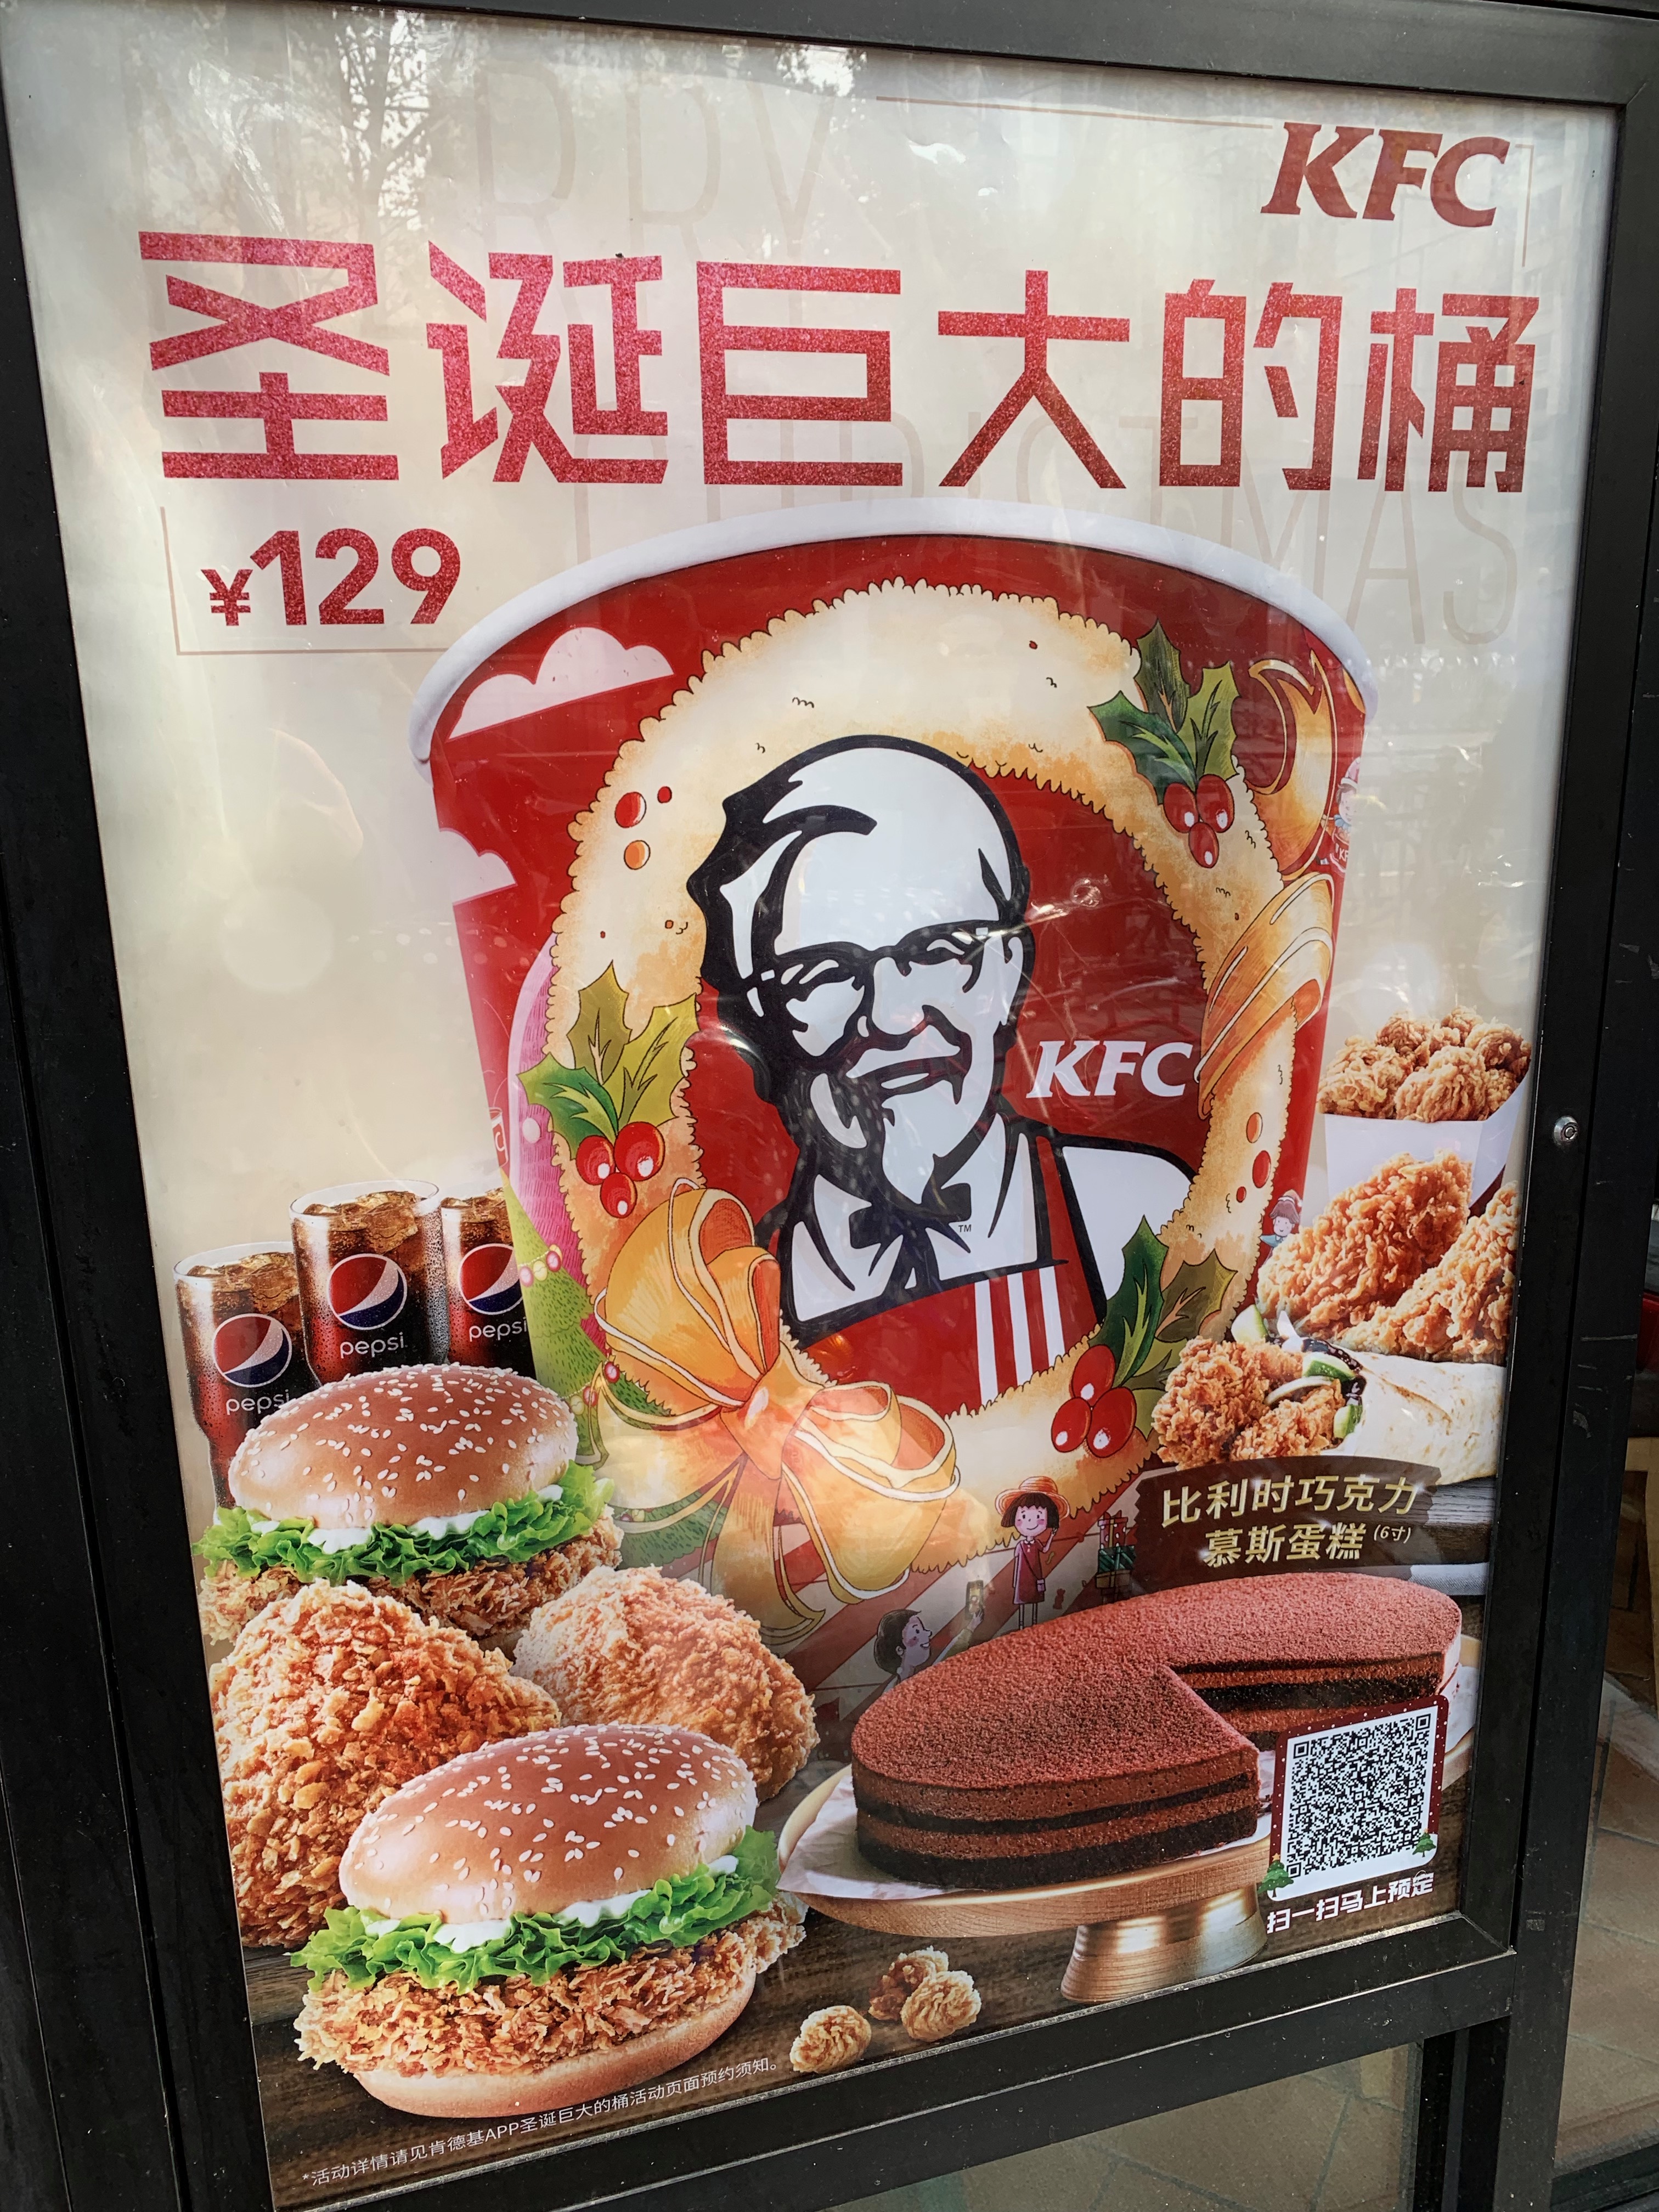 MERRY
KFC
圣诞巨大的桶
CHRISTMAS
¥129
KFC
TM
pepsi
pepsi
pepsi
比利时巧克力
慕斯蛋糕(6寸)
扫一扫马上预定
*活动详情请见肯德基APP圣诞巨大的桶活动页面预约须知。